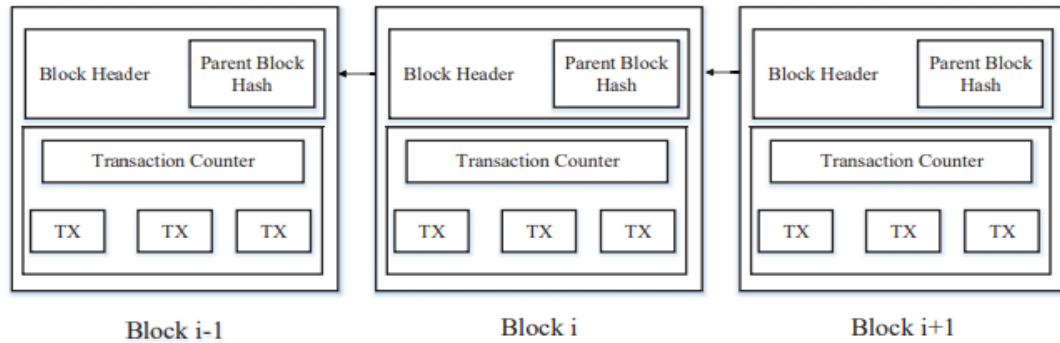 Block Header
Parent Block
Hash
Transaction Counter
TX TX TX
Block i-1
Block Header
Parent Block
Hash
Transaction Counter
TX TX TX
Block i
Block Header
Parent Block
Hash
Transaction Counter
TX TX TX
Block i+1